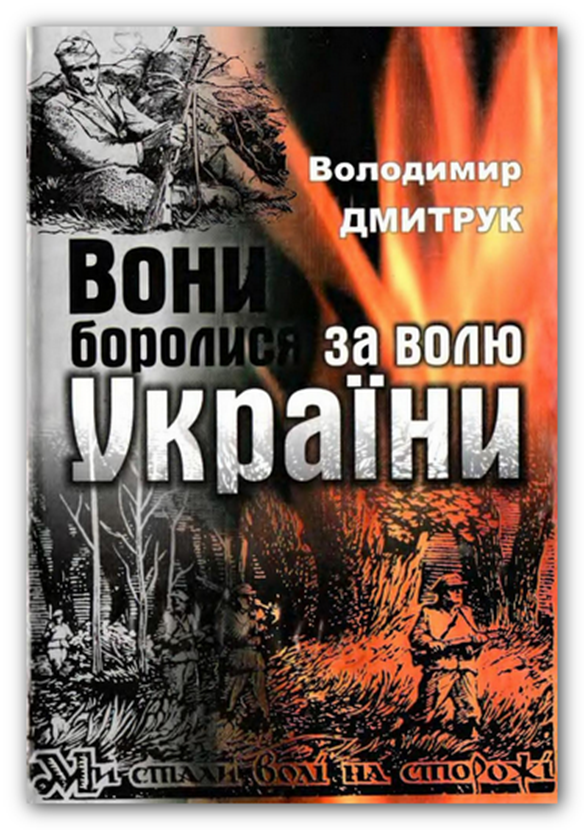 Володимир
ДМИТРУК
Вони
боролися за волю
України
Ми стали волі на сторожі